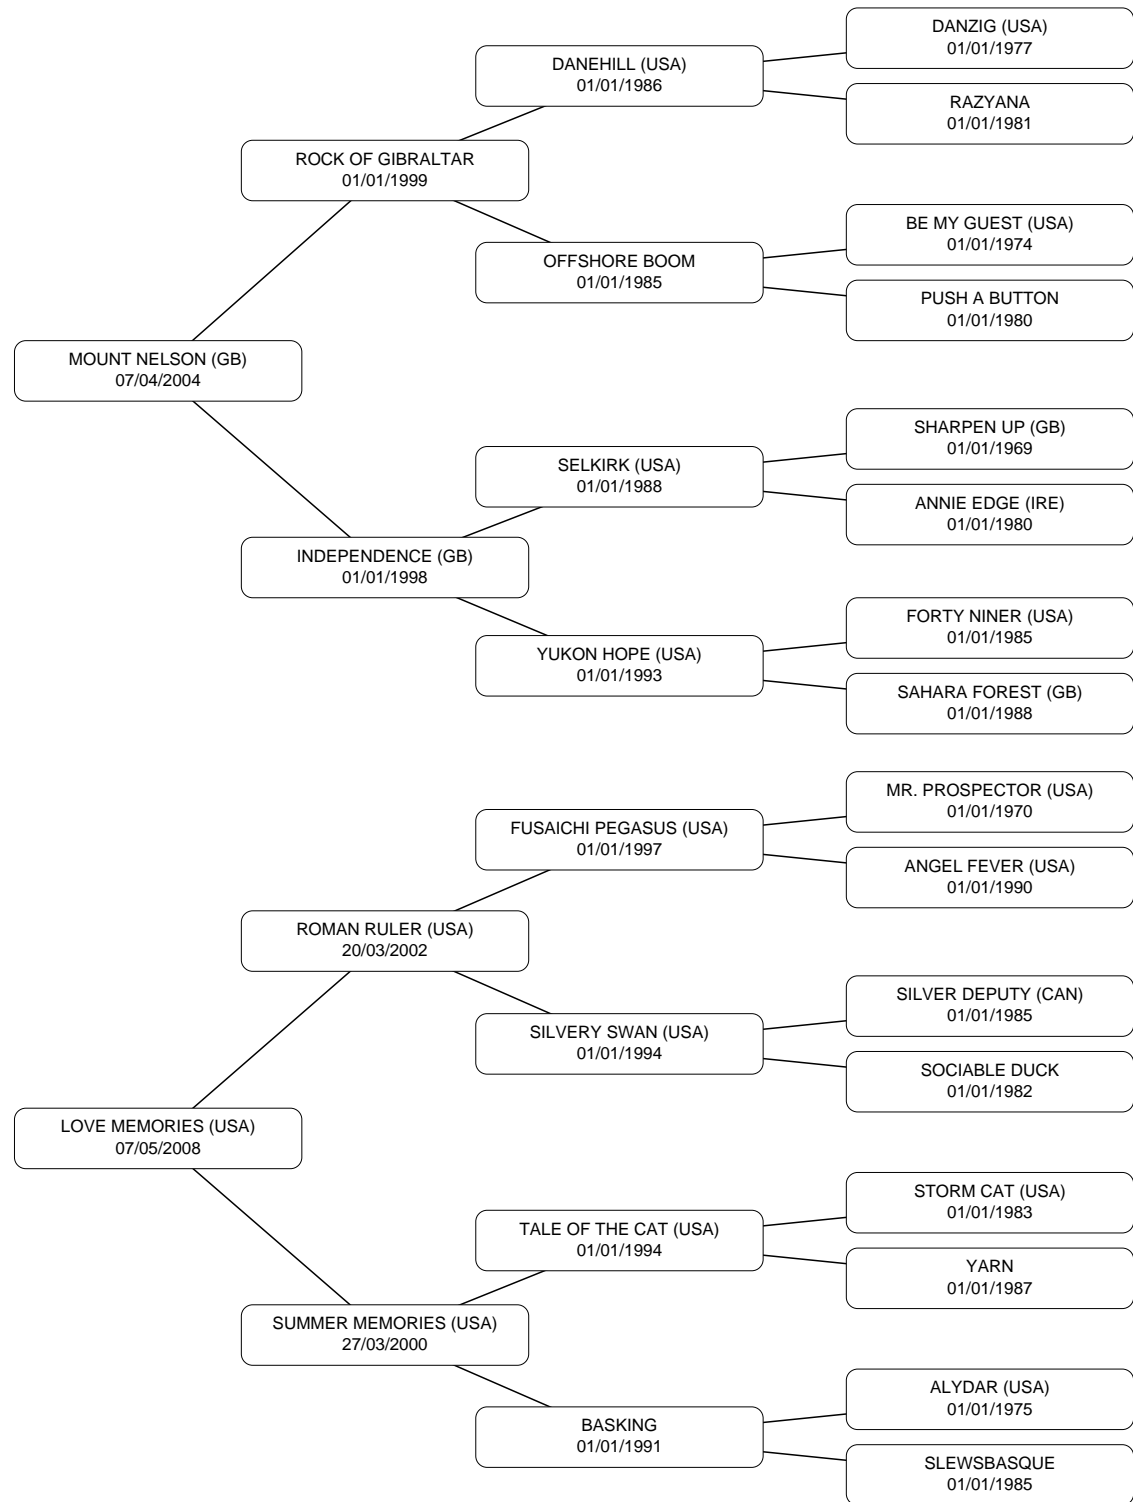 DANZIG (USA)
01/01/1977
DANEHILL (USA)
01/01/1986
RAZYANA
01/01/1981
ROCK OF GIBRALTAR
01/01/1999
BE MY GUEST (USA)
01/01/1974
OFFSHORE BOOM
01/01/1985
PUSH A BUTTON
01/01/1980
MOUNT NELSON (GB)
07/04/2004
SHARPEN UP (GB)
01/01/1969
SELKIRK (USA)
01/01/1988
ANNIE EDGE (IRE)
01/01/1980
INDEPENDENCE (GB)
01/01/1998
FORTY NINER (USA)
01/01/1985
YUKON HOPE (USA)
01/01/1993
SAHARA FOREST (GB)
01/01/1988
MR. PROSPECTOR (USA)
01/01/1970
FUSAICHI PEGASUS (USA)
01/01/1997
ANGEL FEVER (USA)
01/01/1990
ROMAN RULER (USA)
20/03/2002
SILVER DEPUTY (CAN)
01/01/1985
SILVERY SWAN (USA)
01/01/1994
SOCIABLE DUCK
01/01/1982
LOVE MEMORIES (USA)
07/05/2008
STORM CAT (USA)
01/01/1983
TALE OF THE CAT (USA)
01/01/1994
YARN
01/01/1987
SUMMER MEMORIES (USA)
27/03/2000
ALYDAR (USA)
01/01/1975
BASKING
01/01/1991
SLEWSBASQUE
01/01/1985